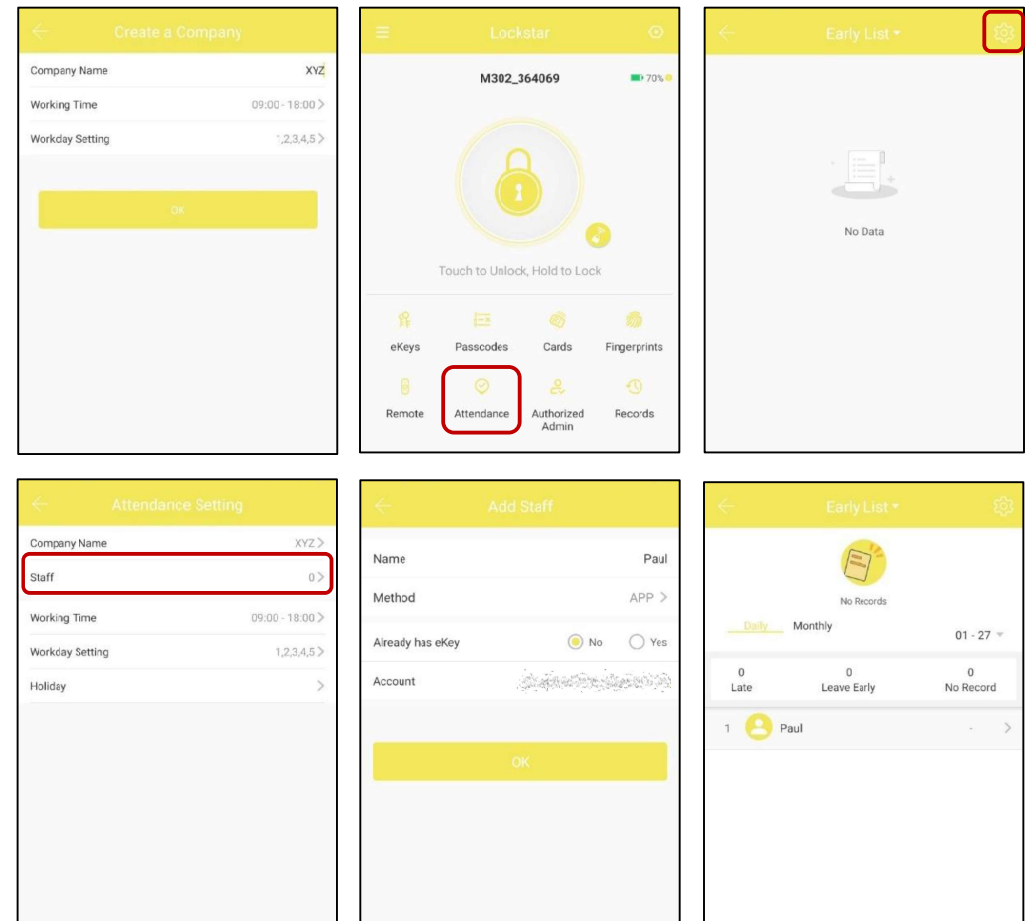 Create a Company
Company Name XYZ
Working Time 09:00 - 18:00 >
Workday Setting 1,2,3,4,5 >
OK
Lockstar
M302_364069 70%
1
Touch to Unlock, Hold to Lock
eKeys Passcodes Cards Fingerprints
Remote Attendance Authorized Admin Records
Early List
No Data
Attendance Setting
Company Name XYZ >
Staff 0 >
Working Time 09:00 - 18:00 >
Workday Setting 1,2,3,4,5 >
Holiday >
Add Staff
Name Paul
Method APP >
Already has eKey No Yes
Account
OK
Early List
No Records
Daily Monthly 01 - 27
0 0 0
Late Leave Early No Record
1 Paul - >